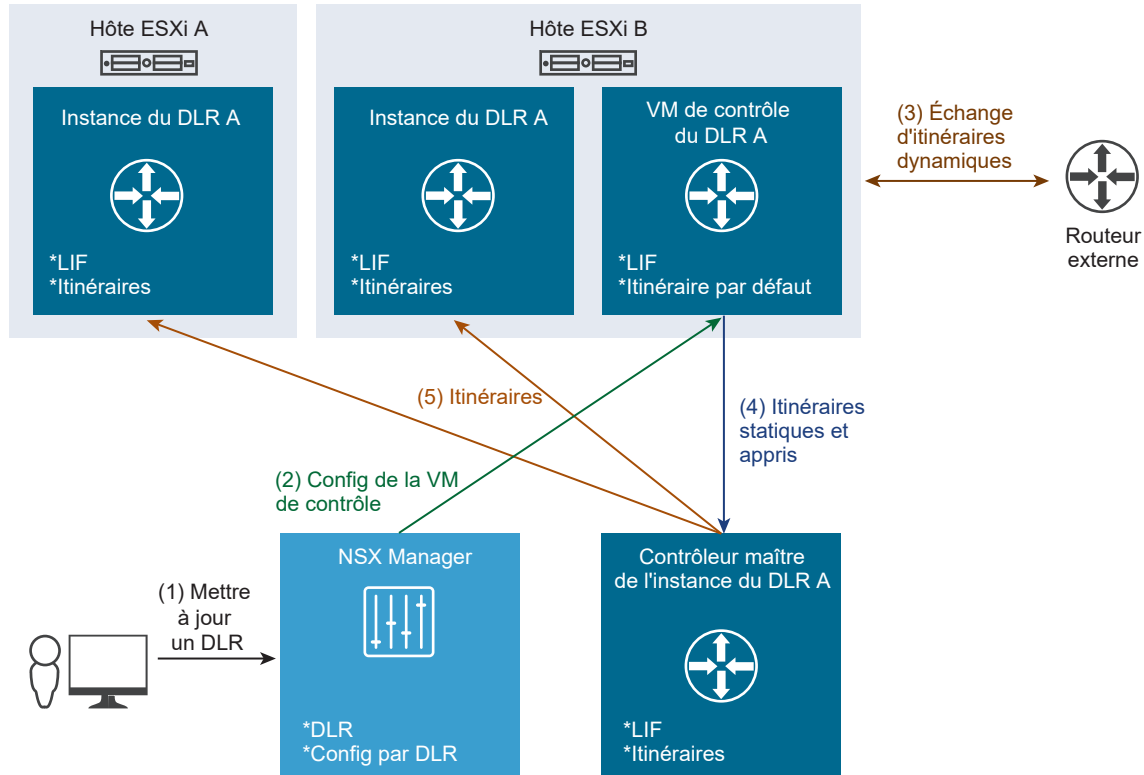 Hôte ESXi A
Hôte ESXi B
Instance du DLR A
*LIF
*Itinéraires
Instance du DLR A
*LIF
*Itinéraires
VM de contrôle
du DLR A
*LIF
*Itinéraire par défaut
(3) Échange
d'itinéraires
dynamiques
Routeur
externe
(5) Itinéraires
(4) Itinéraires
statiques et
appris
(2) Config de la VM
de contrôle
(1) Mettre
à jour
un DLR
NSX Manager
*DLR
*Config par DLR
Contrôleur maître
de l'instance du DLR A
*LIF
*Itinéraires